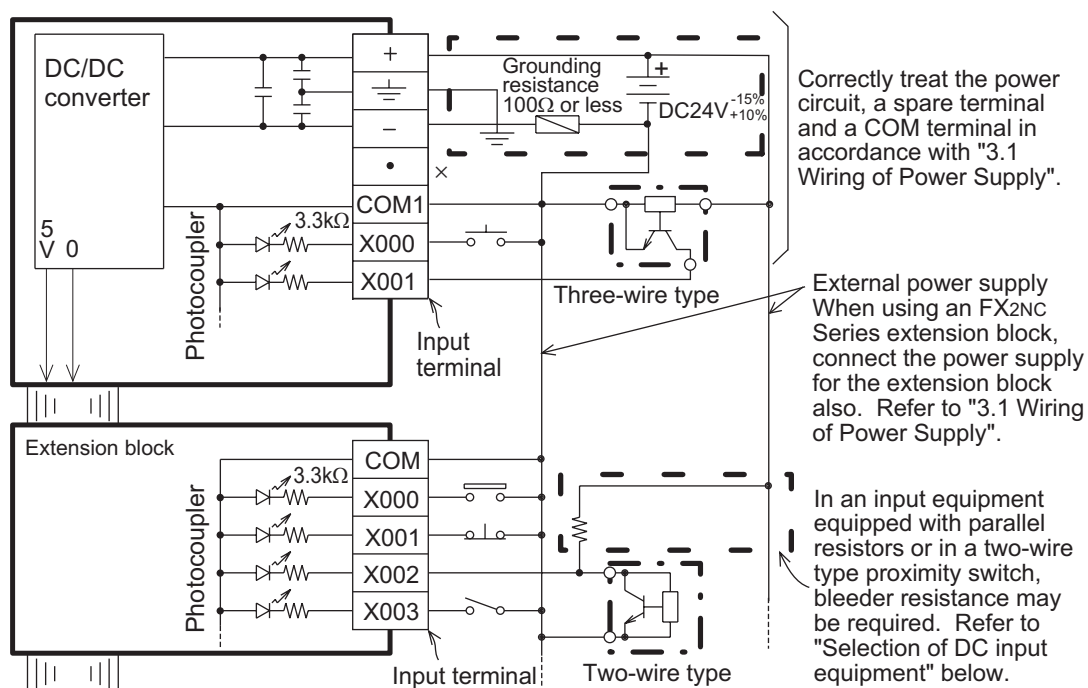 DC/DC
converter
5
V 0
Photocoupler
3.3kΩ
+
−
•
COM1
X000
X001
×
Grounding
resistance
100Ω or less
+
DC24V -15%
+10%
Three-wire type
Input
terminal
Correctly treat the power
circuit, a spare terminal
and a COM terminal in
accordance with "3.1
Wiring of Power Supply".
External power supply
When using an FX2NC
Series extension block,
connect the power supply
for the extension block
also. Refer to "3.1 Wiring
of Power Supply".
Extension block
Photocoupler
3.3kΩ
COM
X000
X001
X002
X003
Input terminal
Two-wire type
In an input equipment
equipped with parallel
resistors or in a two-wire
type proximity switch,
bleeder resistance may
be required. Refer to
"Selection of DC input
equipment" below.